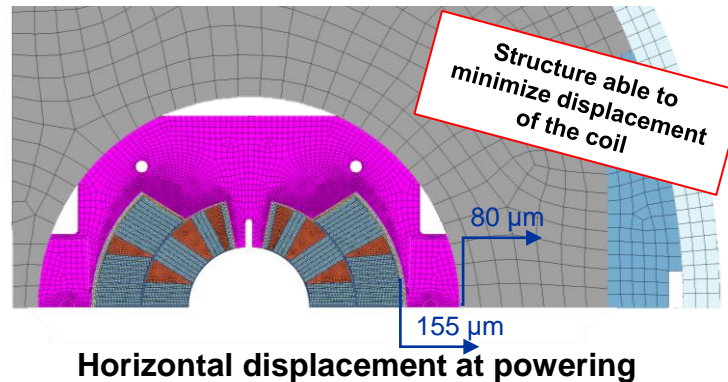 Structure able to
minimize displacement
of the coil
80 µm
155 µm
Horizontal displacement at powering